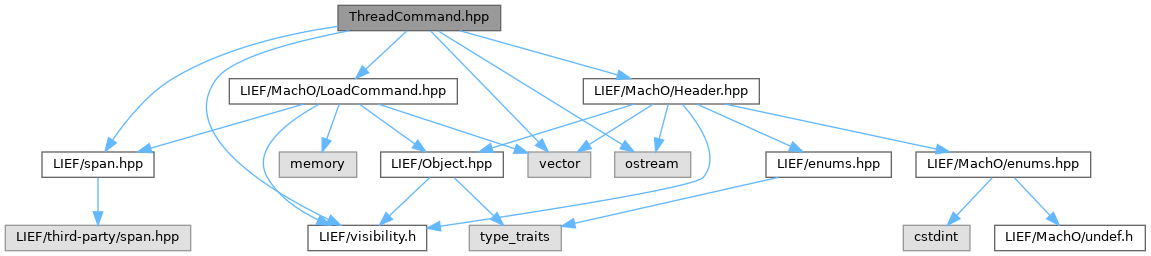 ThreadCommand.hpp
LIEF/MachO/LoadCommand.hpp
LIEF/MachO/Header.hpp
LIEF/span.hpp
memory
LIEF/Object.hpp
vector
ostream
LIEF/enums.hpp
LIEF/MachO/enums.hpp
LIEF/third-party/span.hpp
LIEF/visibility.h
type_traits
cstdint
LIEF/MachO/undef.h